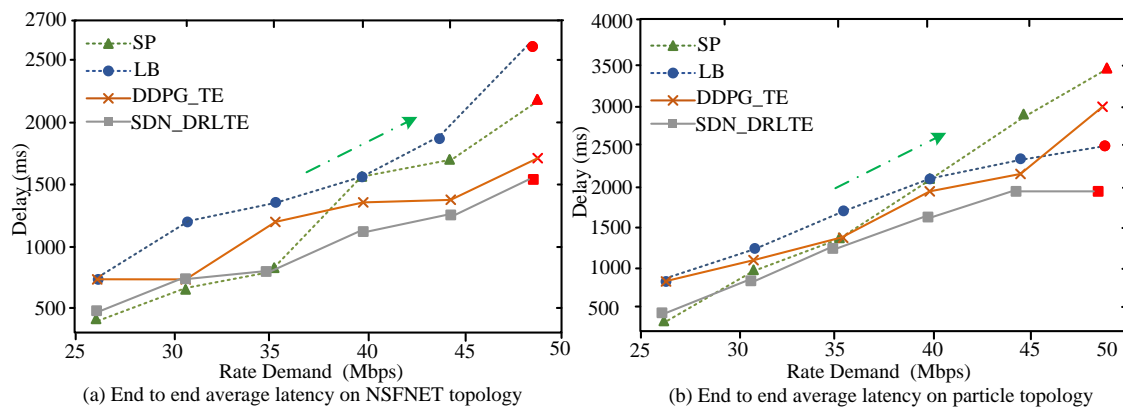 2700
2500
2000
1500
1000
500
Delay (ms)
SP
LB
DDPG_TE
SDN_DRLTE
25 30 35 40 45 50
Rate Demand (Mbps)
(a) End to end average latency on NSFNET topology
4000
3500
3000
2500
2000
1500
1000
500
Delay (ms)
SP
LB
DDPG_TE
SDN_DRLTE
25 30 35 40 45 50
Rate Demand (Mbps)
(b) End to end average latency on particle topology